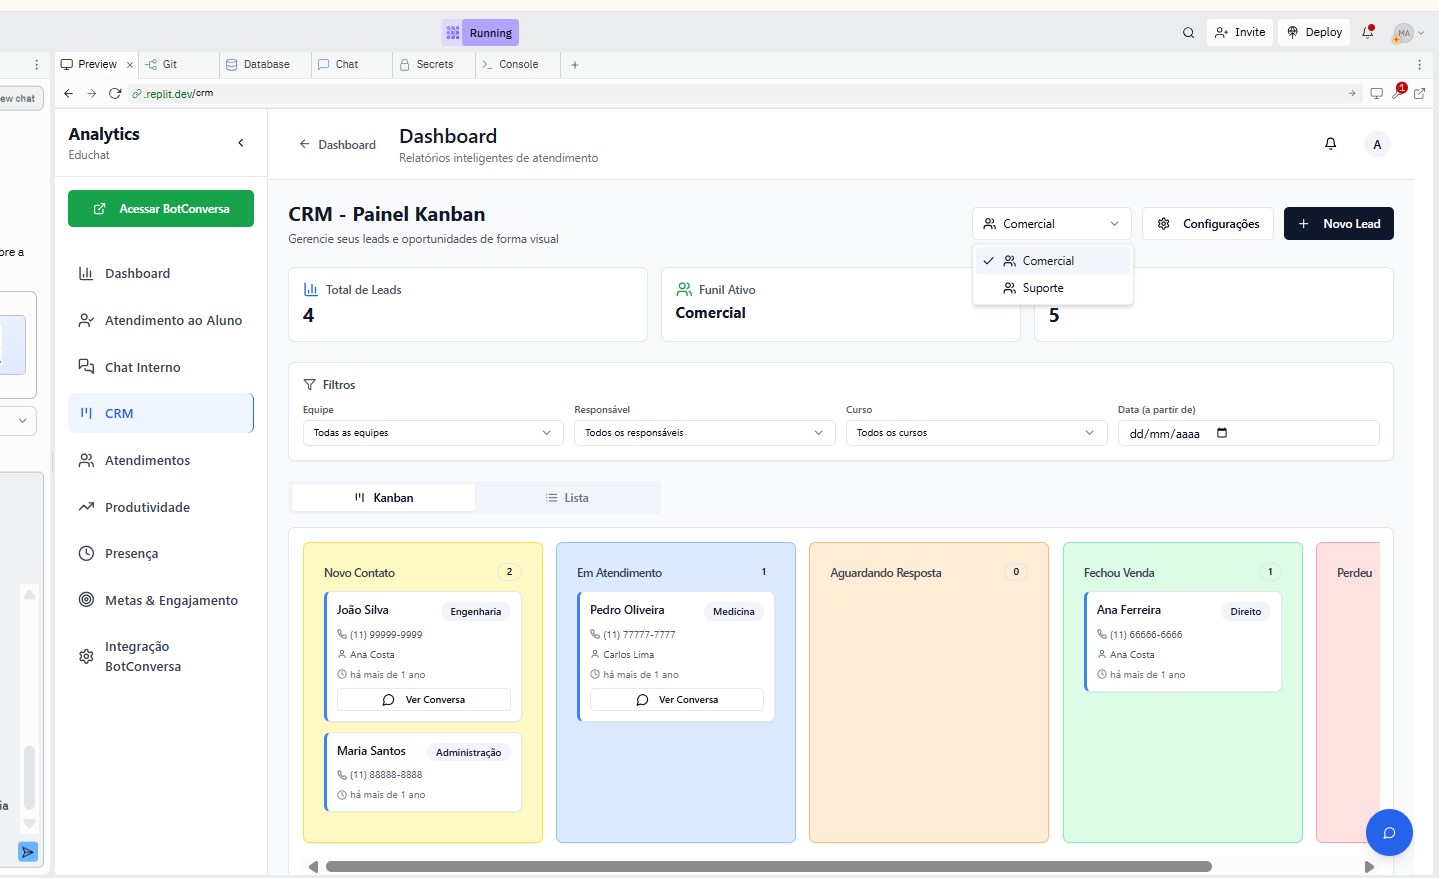 Running
Invite
Deploy
MA
Preview
Git
Database
Chat
Secrets
Console
ew chat
.replit.dev/crm
1
Analytics
Educhat
Dashboard
Dashboard
Relatórios inteligentes de atendimento
A
Acessar BotConversa
Dashboard
Atendimento ao Aluno
Chat Interno
CRM
Atendimentos
Produtividade
Presença
Metas & Engajamento
Integração
BotConversa
ore a
ia
CRM - Painel Kanban
Gerencie seus leads e oportunidades de forma visual
Comercial
Configurações
Novo Lead
Comercial
Suporte
Total de Leads
4
Funil Ativo
Comercial
5
Filtros
Equipe
Todas as equipes
Responsável
Todos os responsáveis
Curso
Todos os cursos
Data (a partir de)
dd/mm/aaaa
Kanban
Lista
Novo Contato
2
João Silva
Engenharia
(11) 99999-9999
Ana Costa
há mais de 1 ano
Ver Conversa
Maria Santos
Administração
(11) 88888-8888
há mais de 1 ano
Em Atendimento
1
Pedro Oliveira
Medicina
(11) 77777-7777
Carlos Lima
há mais de 1 ano
Ver Conversa
Aguardando Resposta
0
Fechou Venda
1
Ana Ferreira
Direito
(11) 66666-6666
Ana Costa
há mais de 1 ano
Perdeu